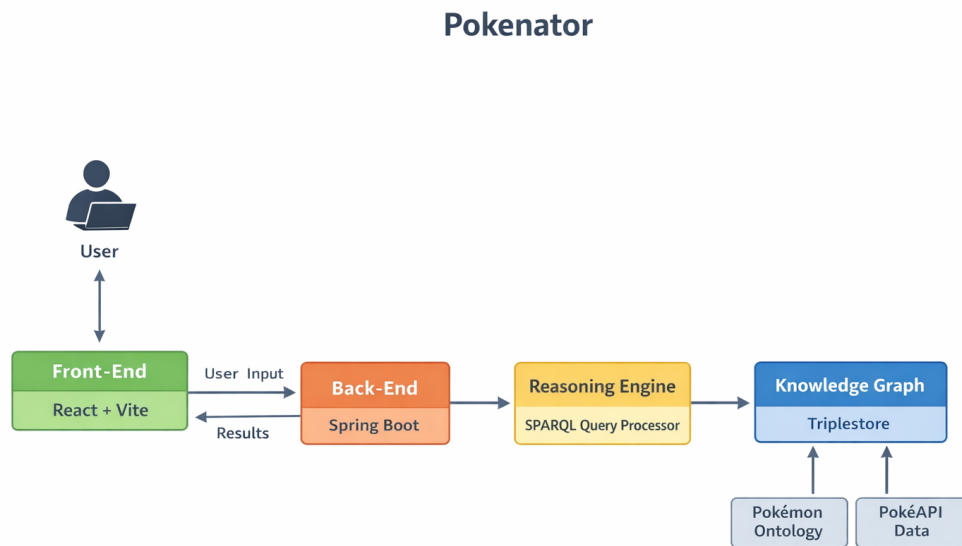 Pokenator
User
Front-End
React + Vite
User Input
Results
Back-End
Spring Boot
Reasoning Engine
SPARQL Query Processor
Knowledge Graph
Triplestore
Pokémon
Ontology
PokéAPI
Data